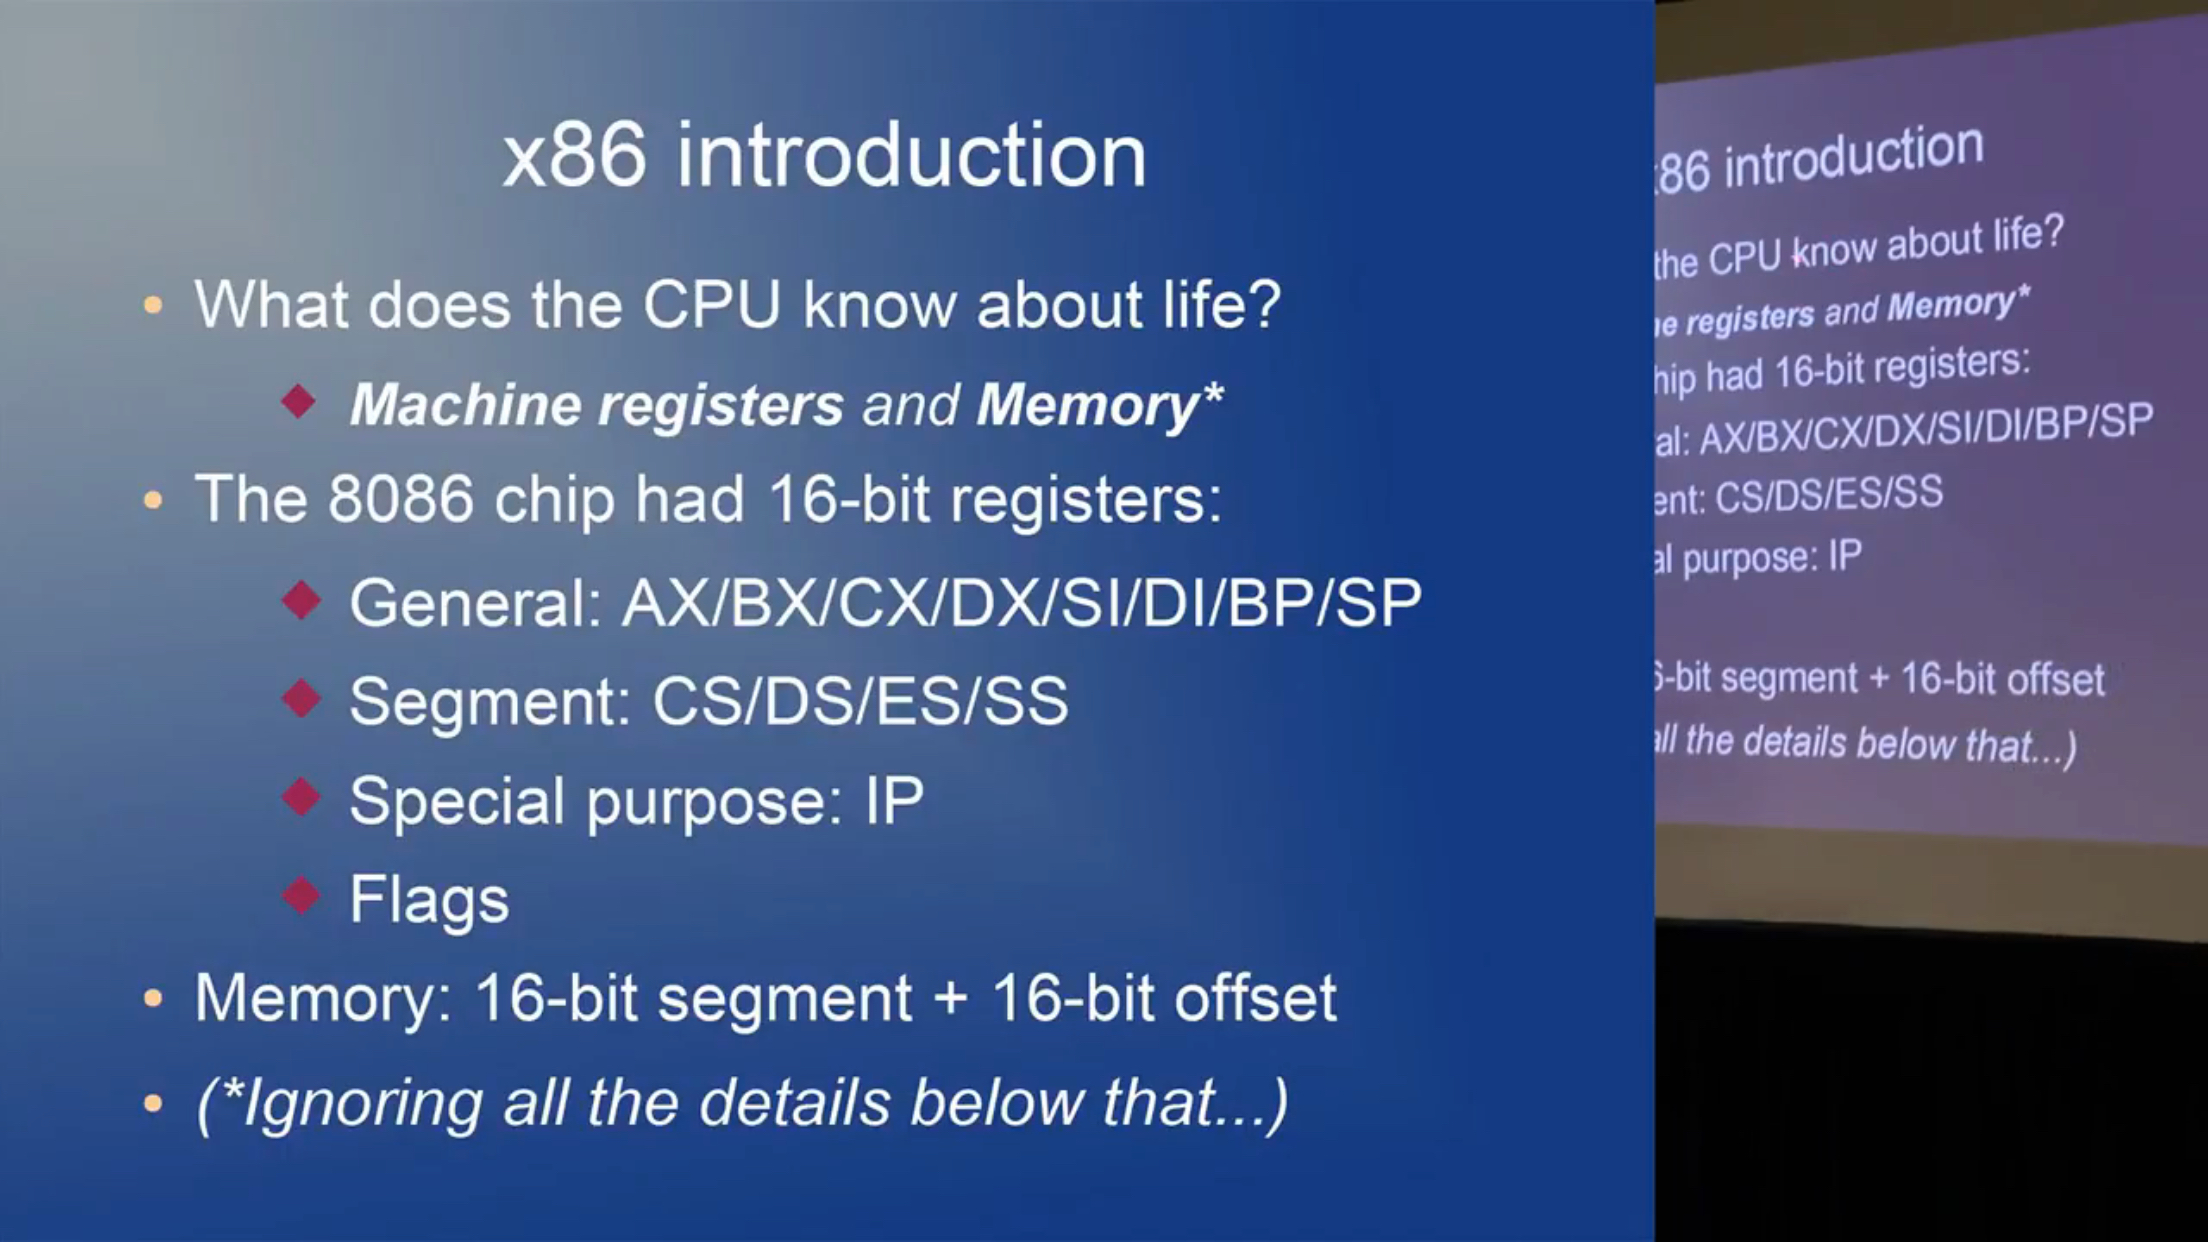 x86 introduction
• What does the CPU know about life?
◆ Machine registers and Memory*
• The 8086 chip had 16-bit registers:
◆ General: AX/BX/CX/DX/SI/DI/BP/SP
◆ Segment: CS/DS/ES/SS
◆ Special purpose: IP
◆ Flags
• Memory: 16-bit segment + 16-bit offset
• (*Ignoring all the details below that...)
86 introduction
the CPU know about life?
registers and Memory*
chip had 16-bit registers:
al: AX/BX/CX/DX/SI/DI/BP/SP
ent: CS/DS/ES/SS
al purpose: IP
-bit segment + 16-bit offset
all the details below that...)